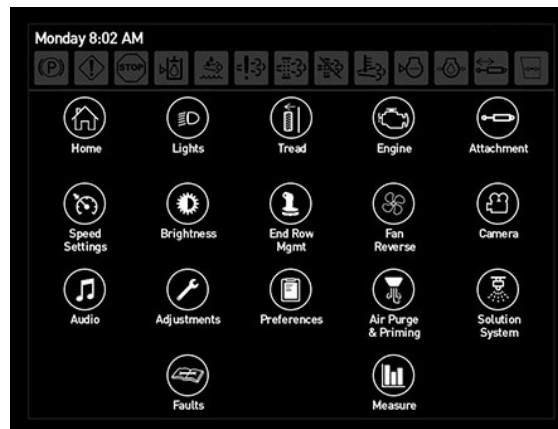 Monday 8:02 AM
(P)
STOP
Home
Lights
Tread
Engine
Attachment
Speed
Settings
Brightness
End Row
Mgmt
Fan
Reverse
Camera
Audio
Adjustments
Preferences
Air Purge
& Priming
Solution
System
Faults
Measure